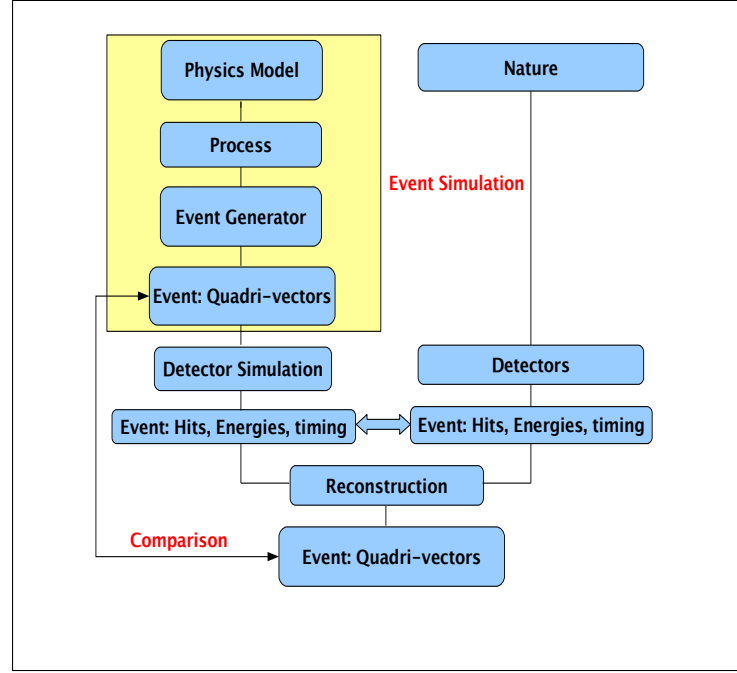 Physics Model
Nature
Process
Event Simulation
Event Generator
Event: Quadri-vectors
Detector Simulation
Detectors
Event: Hits, Energies, timing
Event: Hits, Energies, timing
Reconstruction
Comparison
Event: Quadri-vectors